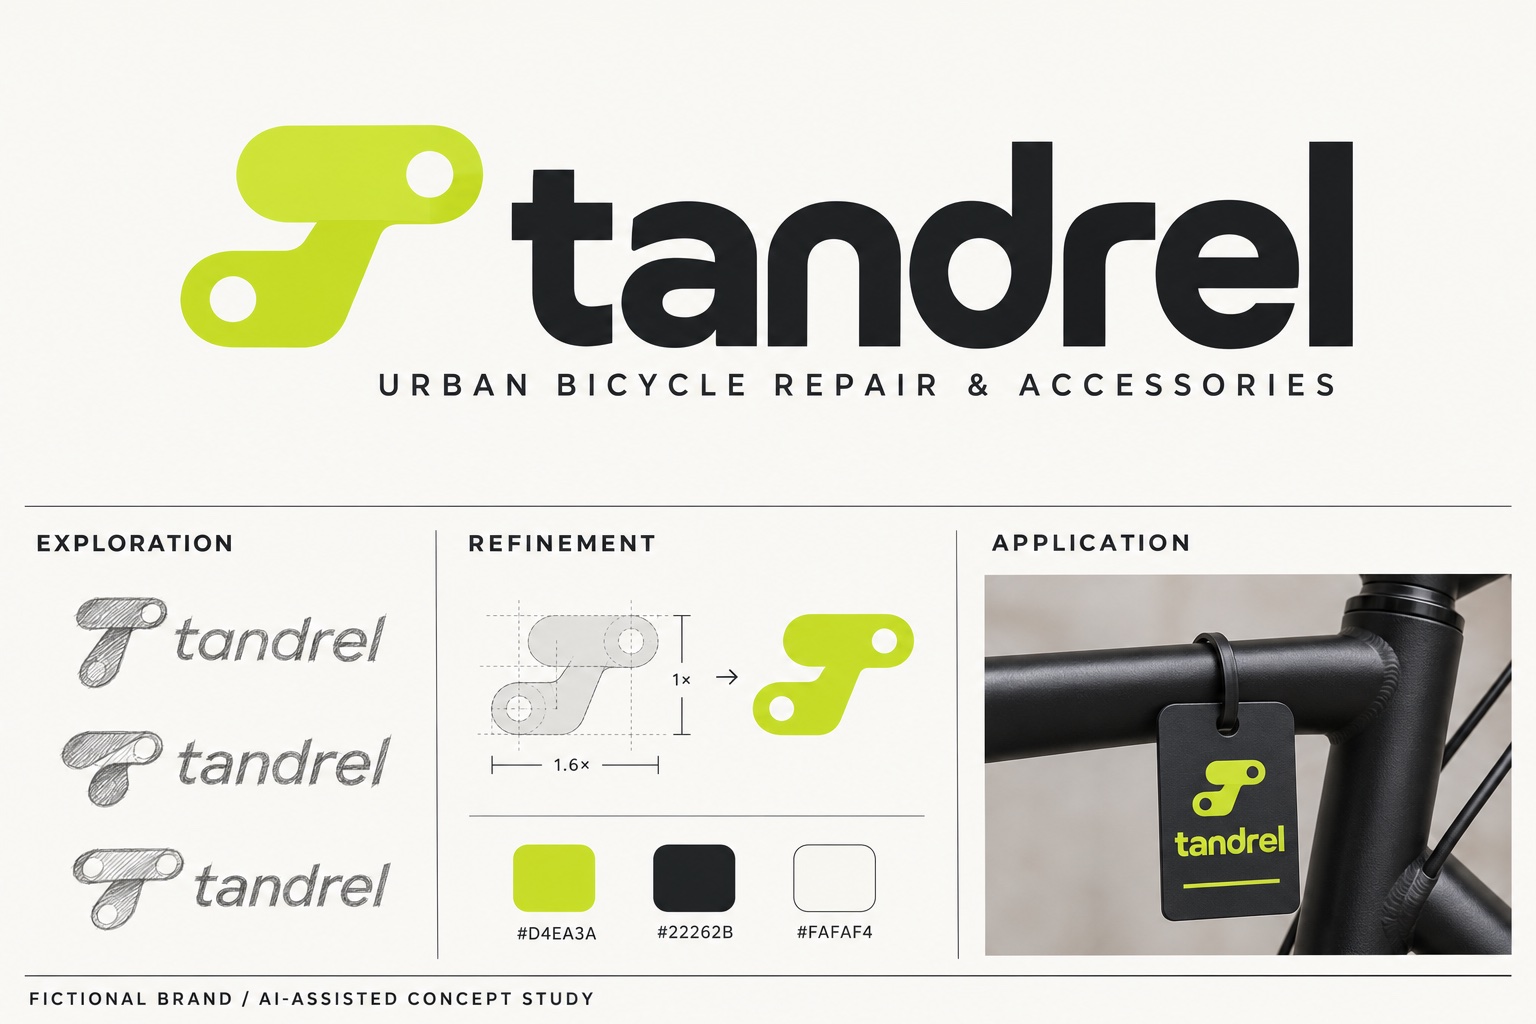 tandrel
URBAN BICYCLE REPAIR & ACCESSORIES
EXPLORATION
tandrel
tandrel
tandrel
REFINEMENT
1×
1.6×
#D4EA3A
#22262B
#FAFAF4
APPLICATION
tandrel
FICTIONAL BRAND / AI-ASSISTED CONCEPT STUDY